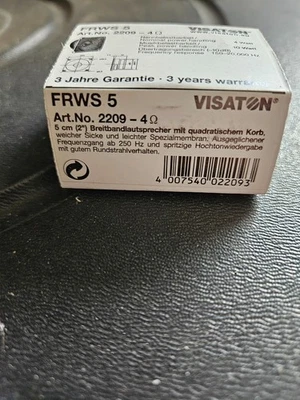 FRWS 5
VISATON
Art.No. 2209 – 4 Ω
3 Jahre Garantie · 3 years
FRWS 5
VISATON®
Art.No. 2209 – 4 Ω
5 cm (2") Breitbandlautsprecher mit quadratischem Korb,
weicher Sicke und leichter Spezialmembran. Ausgeglichener
Frequenzgang ab 250 Hz und spritzige Hochtonwiedergabe
mit gutem Rundstrahlverhalten.
4 007540 022093